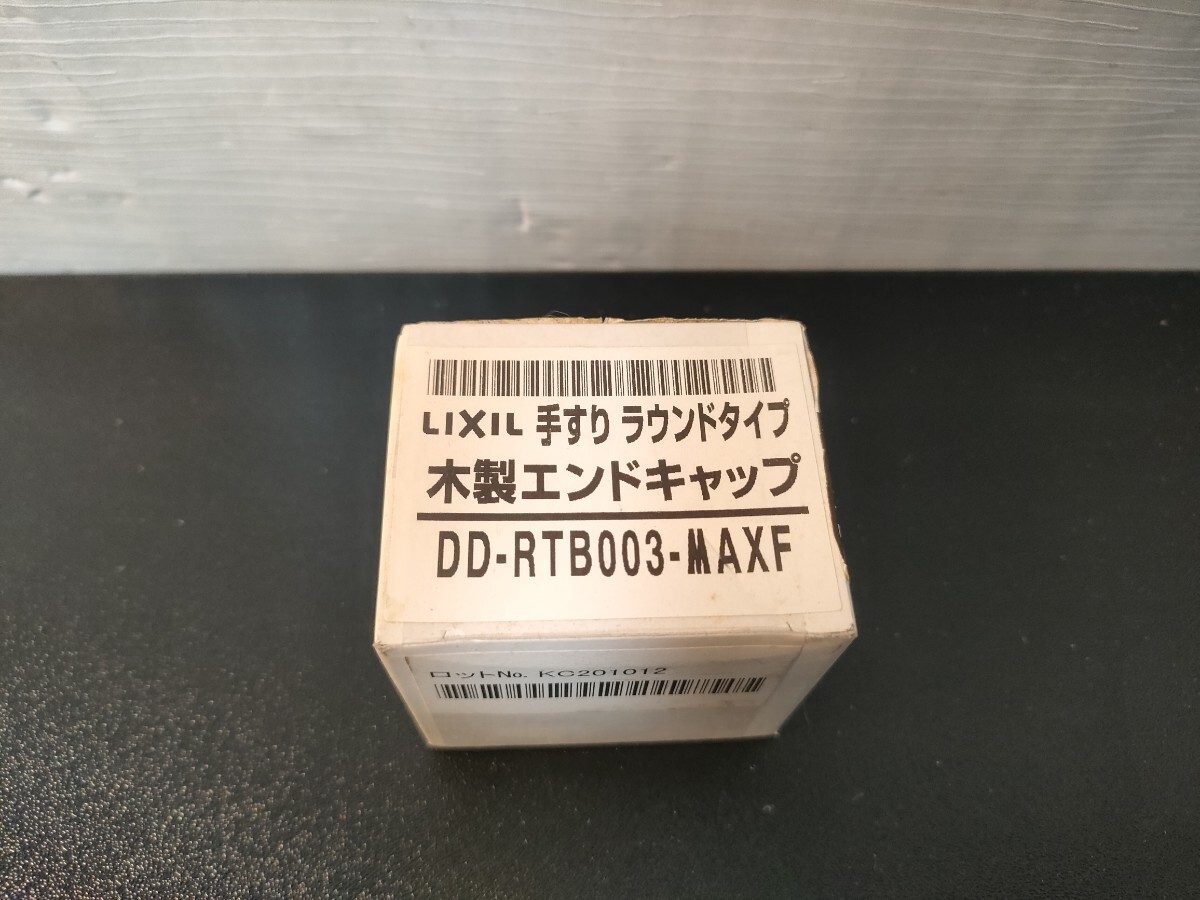 LIXIL 手すり ラウンドタイプ
木製エンドキャップ
DD-RTB003-MAXF
ロットNo. KC201012